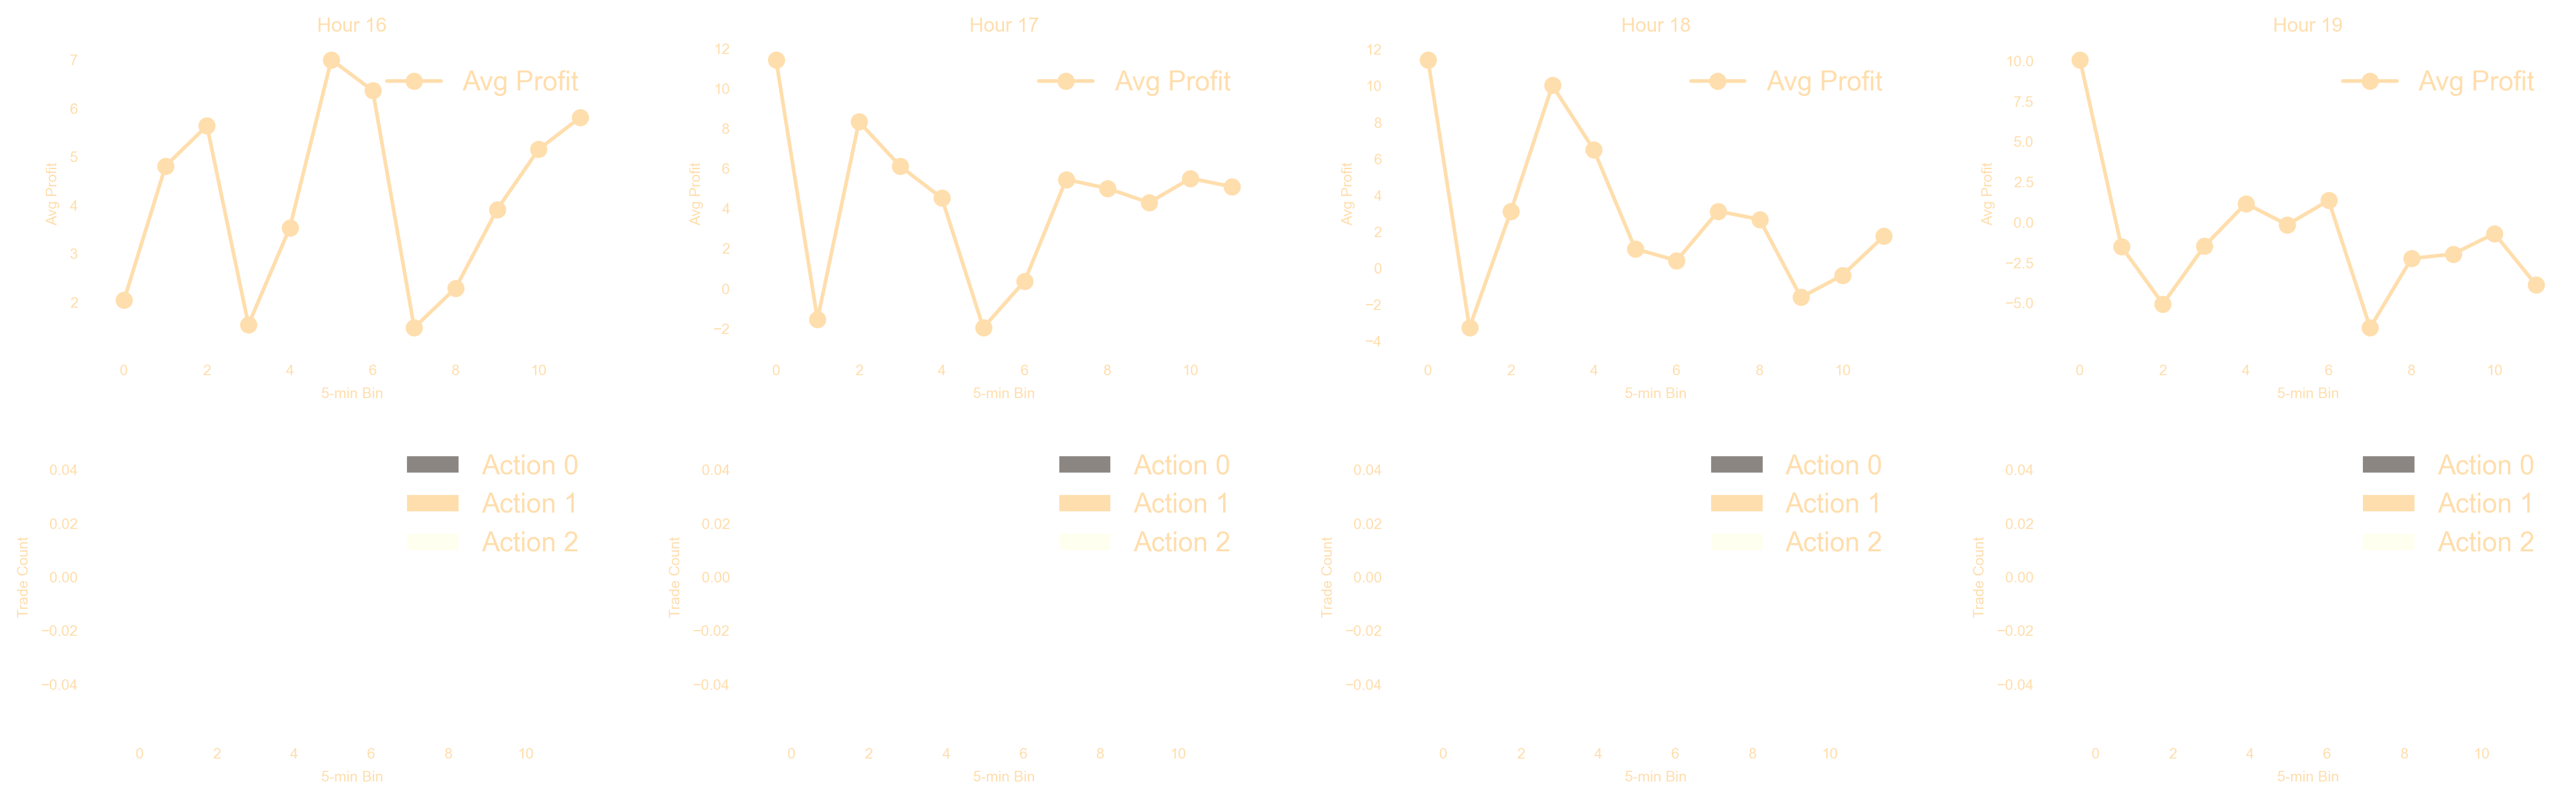 Hour 16
Avg Profit
7
6
5
4
3
2
Avg Profit
0 2 4 6 8 10
5-min Bin
Hour 17
Avg Profit
12
10
8
6
4
2
0
−2
Avg Profit
0 2 4 6 8 10
5-min Bin
Hour 18
Avg Profit
12
10
8
6
4
2
0
−2
−4
Avg Profit
0 2 4 6 8 10
5-min Bin
Hour 19
Avg Profit
10.0
7.5
5.0
2.5
0.0
−2.5
−5.0
Avg Profit
0 2 4 6 8 10
5-min Bin
Trade Count
0.04
0.02
0.00
−0.02
−0.04
Action 0
Action 1
Action 2
0 2 4 6 8 10
5-min Bin
Trade Count
0.04
0.02
0.00
−0.02
−0.04
Action 0
Action 1
Action 2
0 2 4 6 8 10
5-min Bin
Trade Count
0.04
0.02
0.00
−0.02
−0.04
Action 0
Action 1
Action 2
0 2 4 6 8 10
5-min Bin
Trade Count
0.04
0.02
0.00
−0.02
−0.04
Action 0
Action 1
Action 2
0 2 4 6 8 10
5-min Bin